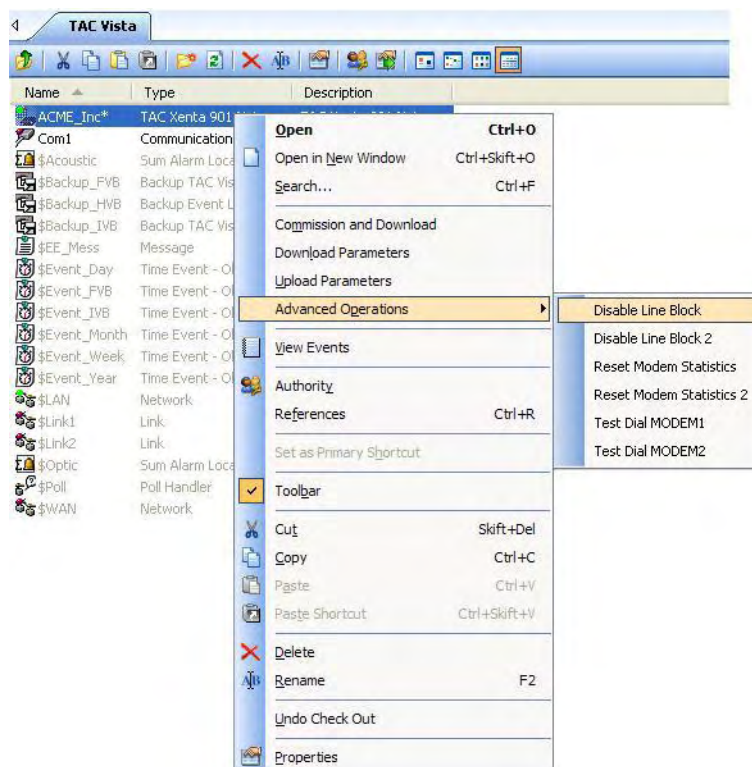 TAC Vista
Name Type Description
ACME_Inc* TAC Xenta 901
Com1 Communication
$Acoustic Sum Alarm Loca
$Backup_FVB Backup TAC Vis
$Backup_HVB Backup Event L
$Backup_IVB Backup TAC Vis
$EE_Mess Message
$Event_Day Time Event - Ol
$Event_FVB Time Event - Ol
$Event_IVB Time Event - Ol
$Event_Month Time Event - Ol
$Event_Week Time Event - Ol
$Event_Year Time Event - Ol
$LAN Network
$Link1 Link
$Link2 Link
$Optic Sum Alarm Loca
$Poll Poll Handler
$WAN Network
Open Ctrl+O
Open in New Window Ctrl+Skift+O
Search... Ctrl+F
Commission and Download
Download Parameters
Upload Parameters
Advanced Operations
View Events
Authority
References Ctrl+R
Set as Primary Shortcut
Toolbar
Cut Skift+Del
Copy Ctrl+C
Paste Ctrl+V
Paste Shortcut Ctrl+Skift+V
Delete
Rename F2
Undo Check Out
Properties
Disable Line Block
Disable Line Block 2
Reset Modem Statistics
Reset Modem Statistics 2
Test Dial MODEM1
Test Dial MODEM2